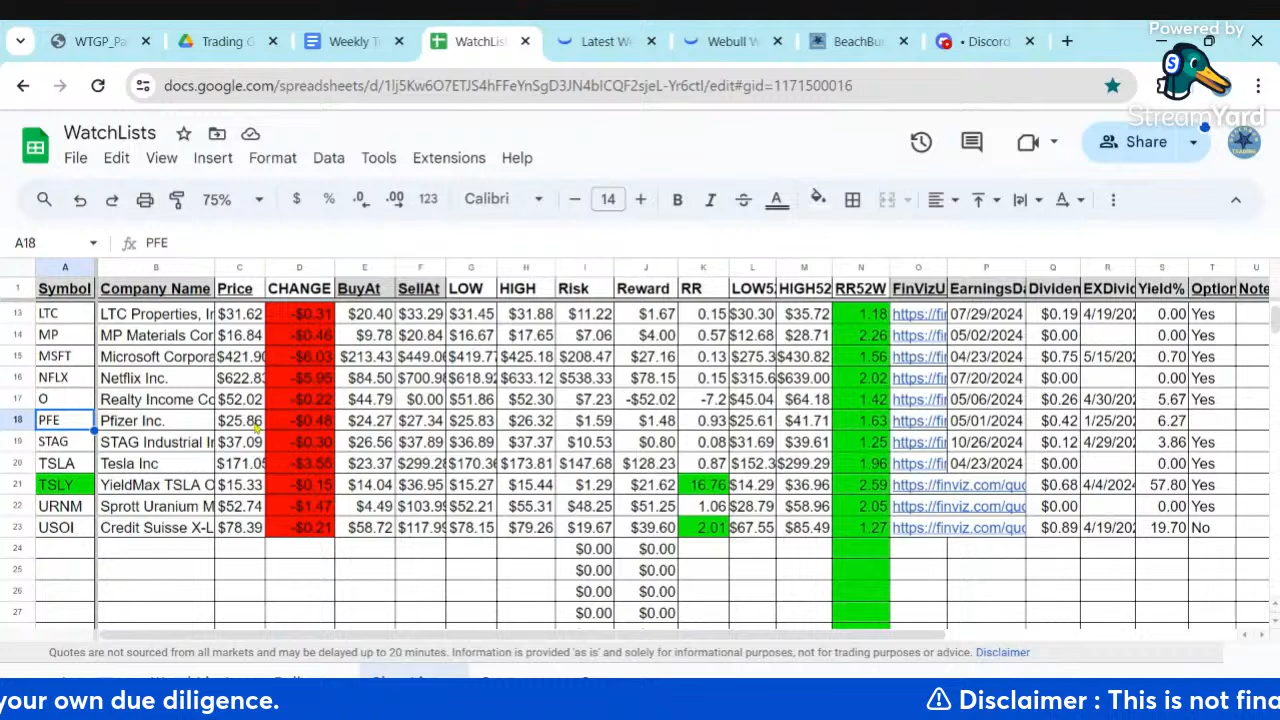 Powered by
StreamYard
WTGP_Pa
Trading G
Weekly T
WatchLis
Latest We
Webull W
BeachBu
• Discord
docs.google.com/spreadsheets/d/1lj5Kw6O7ETS4hFFeYnSgD3JN4bICQF2sjeL-Yr6ctI/edit#gid=1171500016
WatchLists
File Edit View Insert Format Data Tools Extensions Help
Share
75% $ % .0 .00 123 Calibri 14 B I A
A18 fx PFE
A B C D E F G H I J K L M N O P Q R S T U
1 Symbol Company Name Price CHANGE BuyAt SellAt LOW HIGH Risk Reward RR LOW5 HIGH52 RR52W FinVizU EarningsDa Dividen EXDivid Yield% Option Note
13 LTC LTC Properties, Ir $31.62 -$0.31 $20.40 $33.29 $31.45 $31.88 $11.22 $1.67 0.15 $30.30 $35.72 1.18 https://fin 07/29/2024 $0.19 4/19/202 0.00 Yes
14 MP MP Materials Cor $16.84 -$0.46 $9.78 $20.84 $16.67 $17.65 $7.06 $4.00 0.57 $12.68 $28.71 2.26 https://fin 05/02/2024 $0.00 0.00 Yes
15 MSFT Microsoft Corpora $421.90 -$6.03 $213.43 $449.06 $419.77 $425.18 $208.47 $27.16 0.13 $275.3 $430.82 1.56 https://fin 04/23/2024 $0.75 5/15/202 0.70 Yes
16 NFLX Netflix Inc. $622.83 -$5.95 $84.50 $700.98 $618.92 $633.12 $538.33 $78.15 0.15 $315.6 $639.00 2.02 https://fin 07/20/2024 $0.00 0.00 Yes
17 O Realty Income Co $52.02 -$0.22 $44.79 $0.00 $51.86 $52.30 $7.23 -$52.02 -7.2 $45.04 $64.18 1.42 https://fin 05/06/2024 $0.26 4/30/202 5.67 Yes
18 PFE Pfizer Inc. $25.86 -$0.48 $24.27 $27.34 $25.83 $26.32 $1.59 $1.48 0.93 $25.61 $41.71 1.63 https://fin 05/01/2024 $0.42 1/25/202 6.27
19 STAG STAG Industrial Ir $37.09 -$0.30 $26.56 $37.89 $36.89 $37.37 $10.53 $0.80 0.08 $31.59 $39.61 1.25 https://fin 10/26/2024 $0.12 4/29/202 3.86 Yes
20 TSLA Tesla Inc $171.05 -$3.55 $23.37 $299.28 $170.36 $173.81 $147.68 $128.23 0.87 $152.3 $299.29 1.96 https://fin 04/23/2024 $0.00 0.00 Yes
21 TSLY YieldMax TSLA C $15.33 -$0.15 $14.04 $36.95 $15.27 $15.44 $1.29 $21.62 16.76 $14.29 $36.96 2.59 https://finviz.com/quo $0.68 4/4/2024 57.80 Yes
22 URNM Sprott Uranium M $52.74 -$1.47 $4.49 $103.99 $52.21 $55.31 $48.25 $51.25 1.06 $28.79 $58.96 2.05 https://finviz.com/quo $0.00 0.00 Yes
23 USOI Credit Suisse X-L $78.39 -$0.21 $58.72 $117.99 $78.15 $79.26 $19.67 $39.60 2.01 $67.55 $85.49 1.27 https://finviz.com/quo $0.89 4/19/202 19.70 No
24 $0.00 $0.00
25 $0.00 $0.00
26 $0.00 $0.00
27 $0.00 $0.00
Quotes are not sourced from all markets and may be delayed up to 20 minutes. Information is provided 'as is' and solely for informational purposes, not for trading purposes or advice. Disclaimer
your own due diligence. Disclaimer : This is not fina